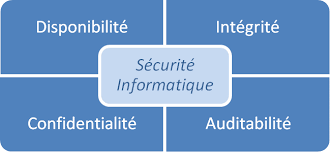 Disponibilité
Intégrité
Sécurité
Informatique
Confidentialité
Auditabilité